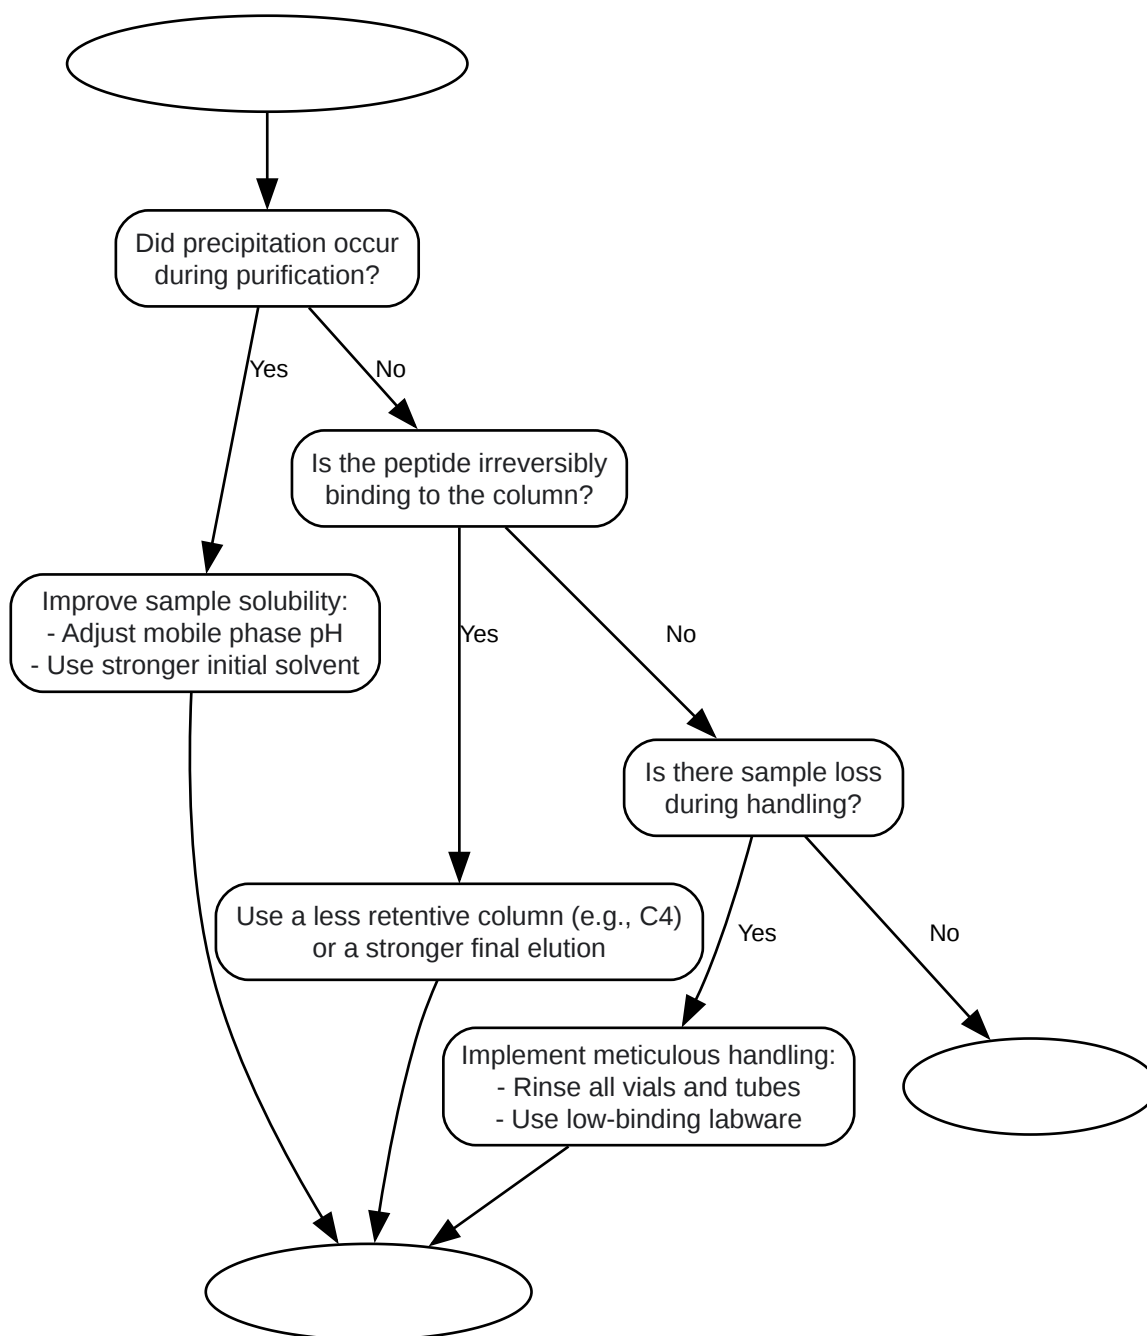 Did precipitation occur
during purification?
Yes
No
Is the peptide irreversibly
binding to the column?
Improve sample solubility:
- Adjust mobile phase pH
- Use stronger initial solvent
Yes
No
Is there sample loss
during handling?
Use a less retentive column (e.g., C4)
or a stronger final elution
Yes
No
Implement meticulous handling:
- Rinse all vials and tubes
- Use low-binding labware